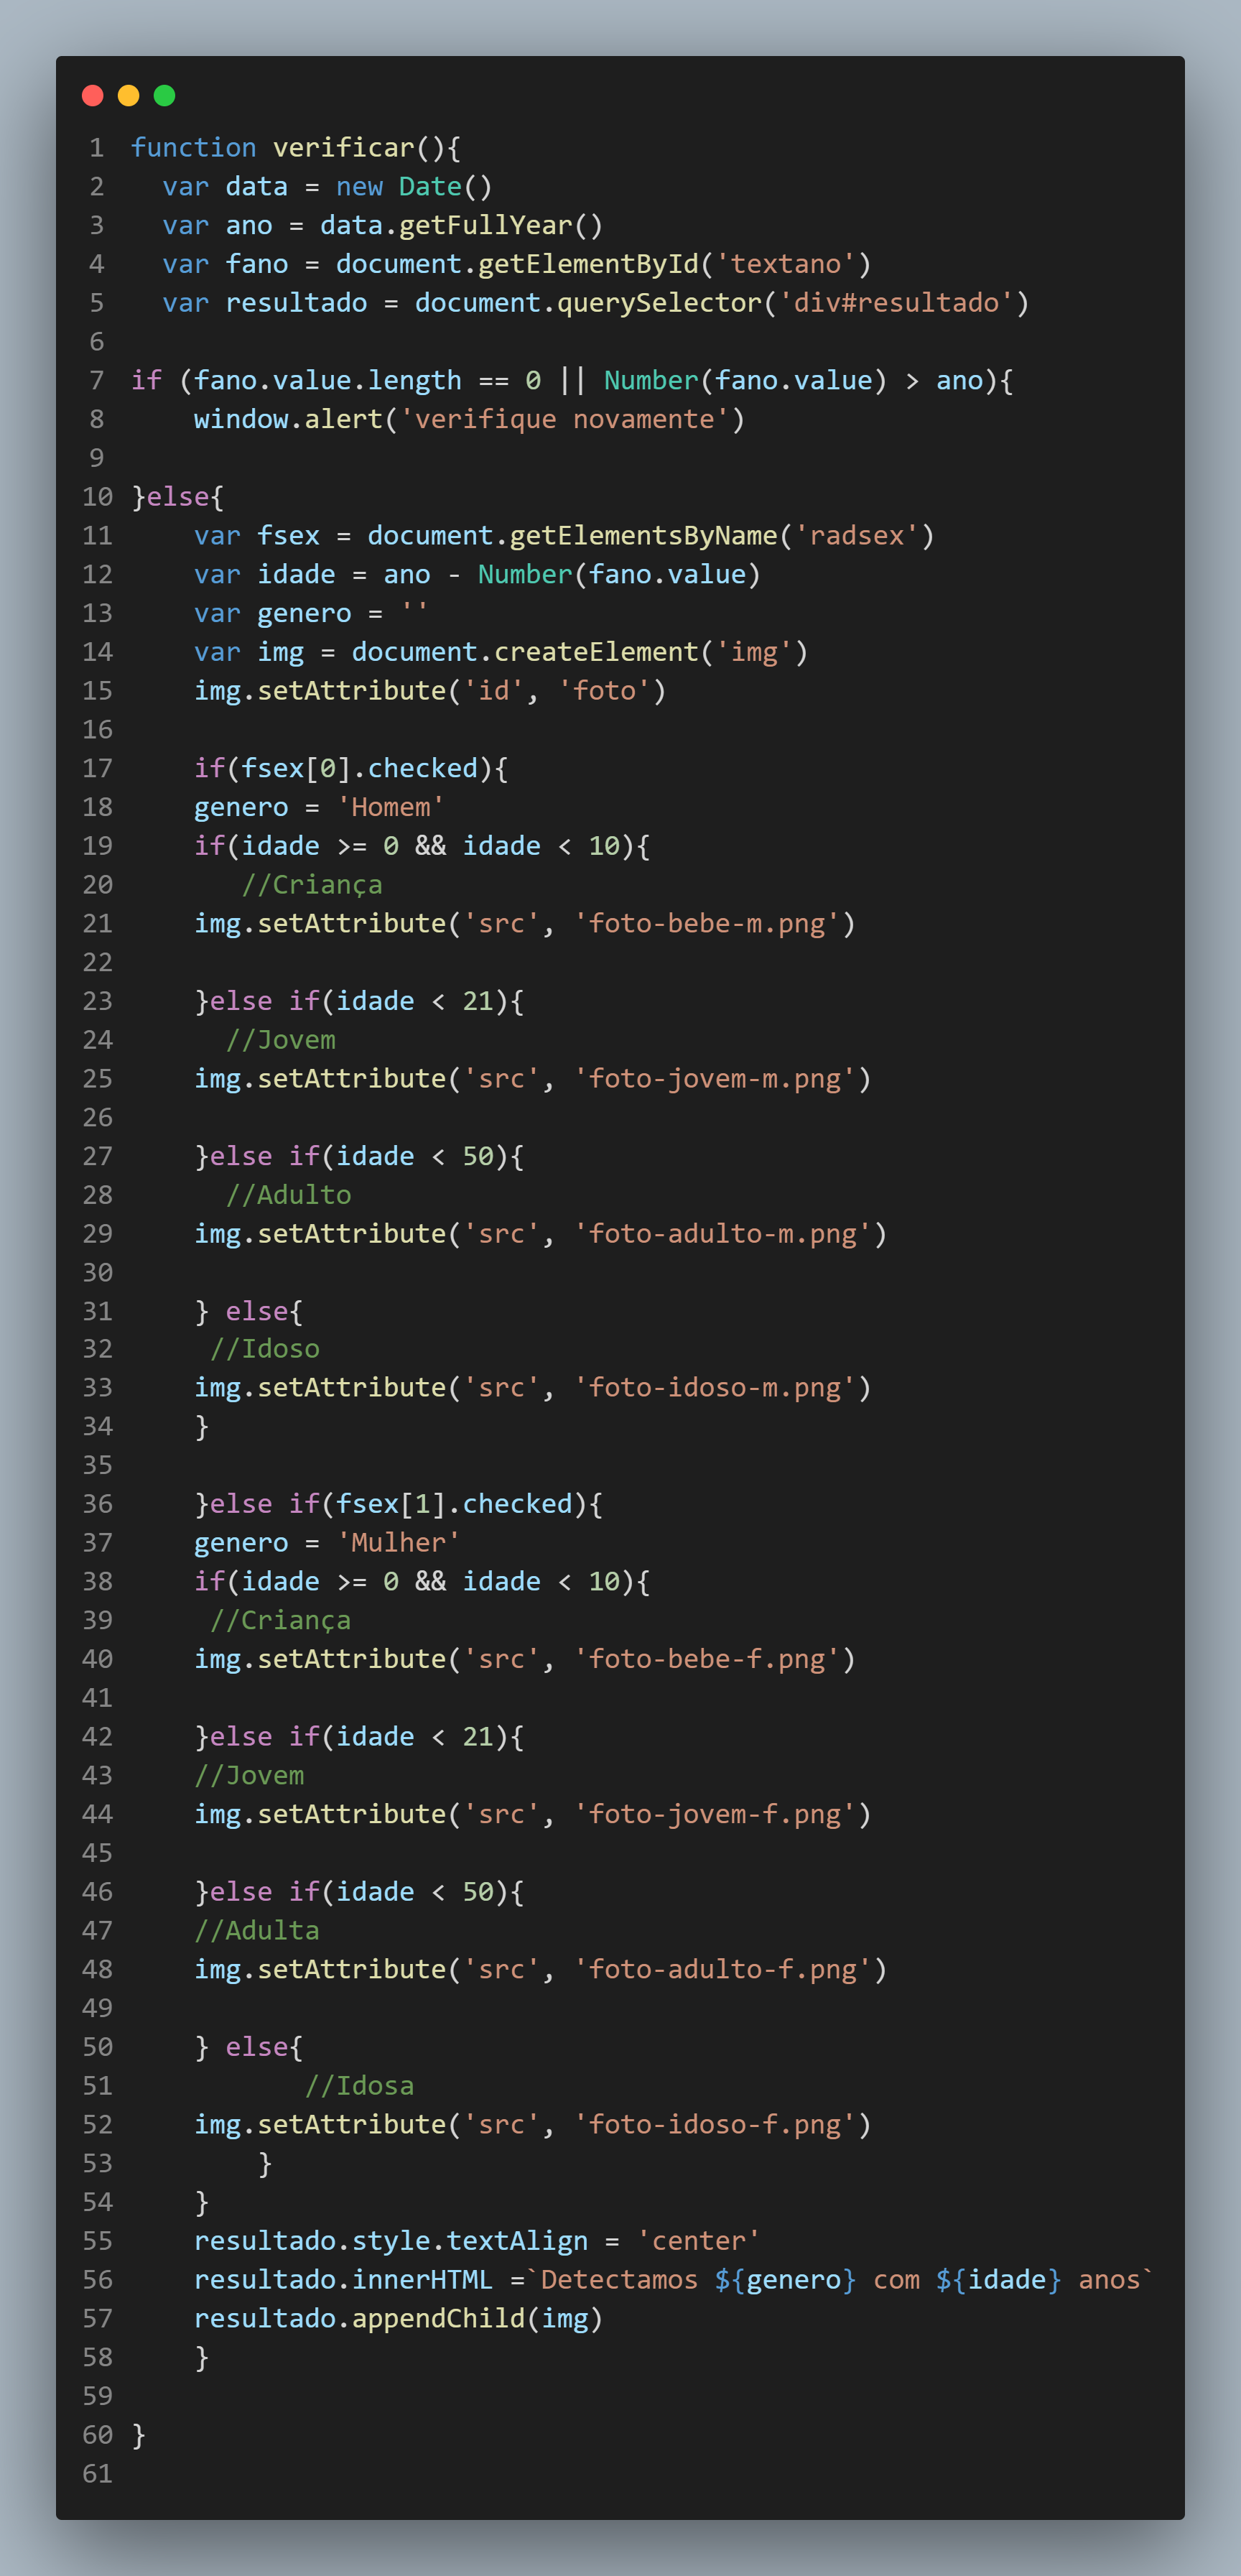 1 function verificar(){
2   var data = new Date()
3   var ano = data.getFullYear()
4   var fano = document.getElementById('textano')
5   var resultado = document.querySelector('div#resultado')
6
7 if (fano.value.length == 0 || Number(fano.value) > ano){
8     window.alert('verifique novamente')
9
10 }else{
11     var fsex = document.getElementsByName('radsex')
12     var idade = ano - Number(fano.value)
13     var genero = ''
14     var img = document.createElement('img')
15     img.setAttribute('id', 'foto')
16
17     if(fsex[0].checked){
18     genero = 'Homem'
19     if(idade >= 0 && idade < 10){
20        //Criança
21     img.setAttribute('src', 'foto-bebe-m.png')
22
23     }else if(idade < 21){
24       //Jovem
25     img.setAttribute('src', 'foto-jovem-m.png')
26
27     }else if(idade < 50){
28       //Adulto
29     img.setAttribute('src', 'foto-adulto-m.png')
30
31     } else{
32      //Idoso
33     img.setAttribute('src', 'foto-idoso-m.png')
34     }
35
36     }else if(fsex[1].checked){
37     genero = 'Mulher'
38     if(idade >= 0 && idade < 10){
39      //Criança
40     img.setAttribute('src', 'foto-bebe-f.png')
41
42     }else if(idade < 21){
43     //Jovem
44     img.setAttribute('src', 'foto-jovem-f.png')
45
46     }else if(idade < 50){
47     //Adulta
48     img.setAttribute('src', 'foto-adulto-f.png')
49
50     } else{
51            //Idosa
52     img.setAttribute('src', 'foto-idoso-f.png')
53         }
54     }
55     resultado.style.textAlign = 'center'
56     resultado.innerHTML =`Detectamos ${genero} com ${idade} anos`
57     resultado.appendChild(img)
58     }
59
60 }
61